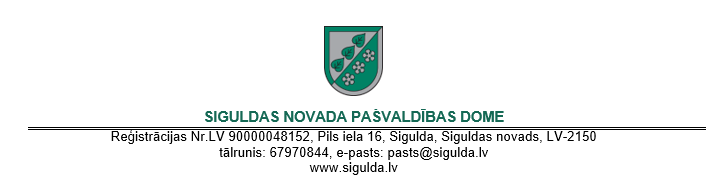 SIGULDAS NOVADA PAŠVALDĪBAS DOME
Reģistrācijas Nr.LV 90000048152, Pils iela 16, Sigulda, Siguldas novads, LV-2150
tālrunis: 67970844, e-pasts: pasts@sigulda.lv
www.sigulda.lv